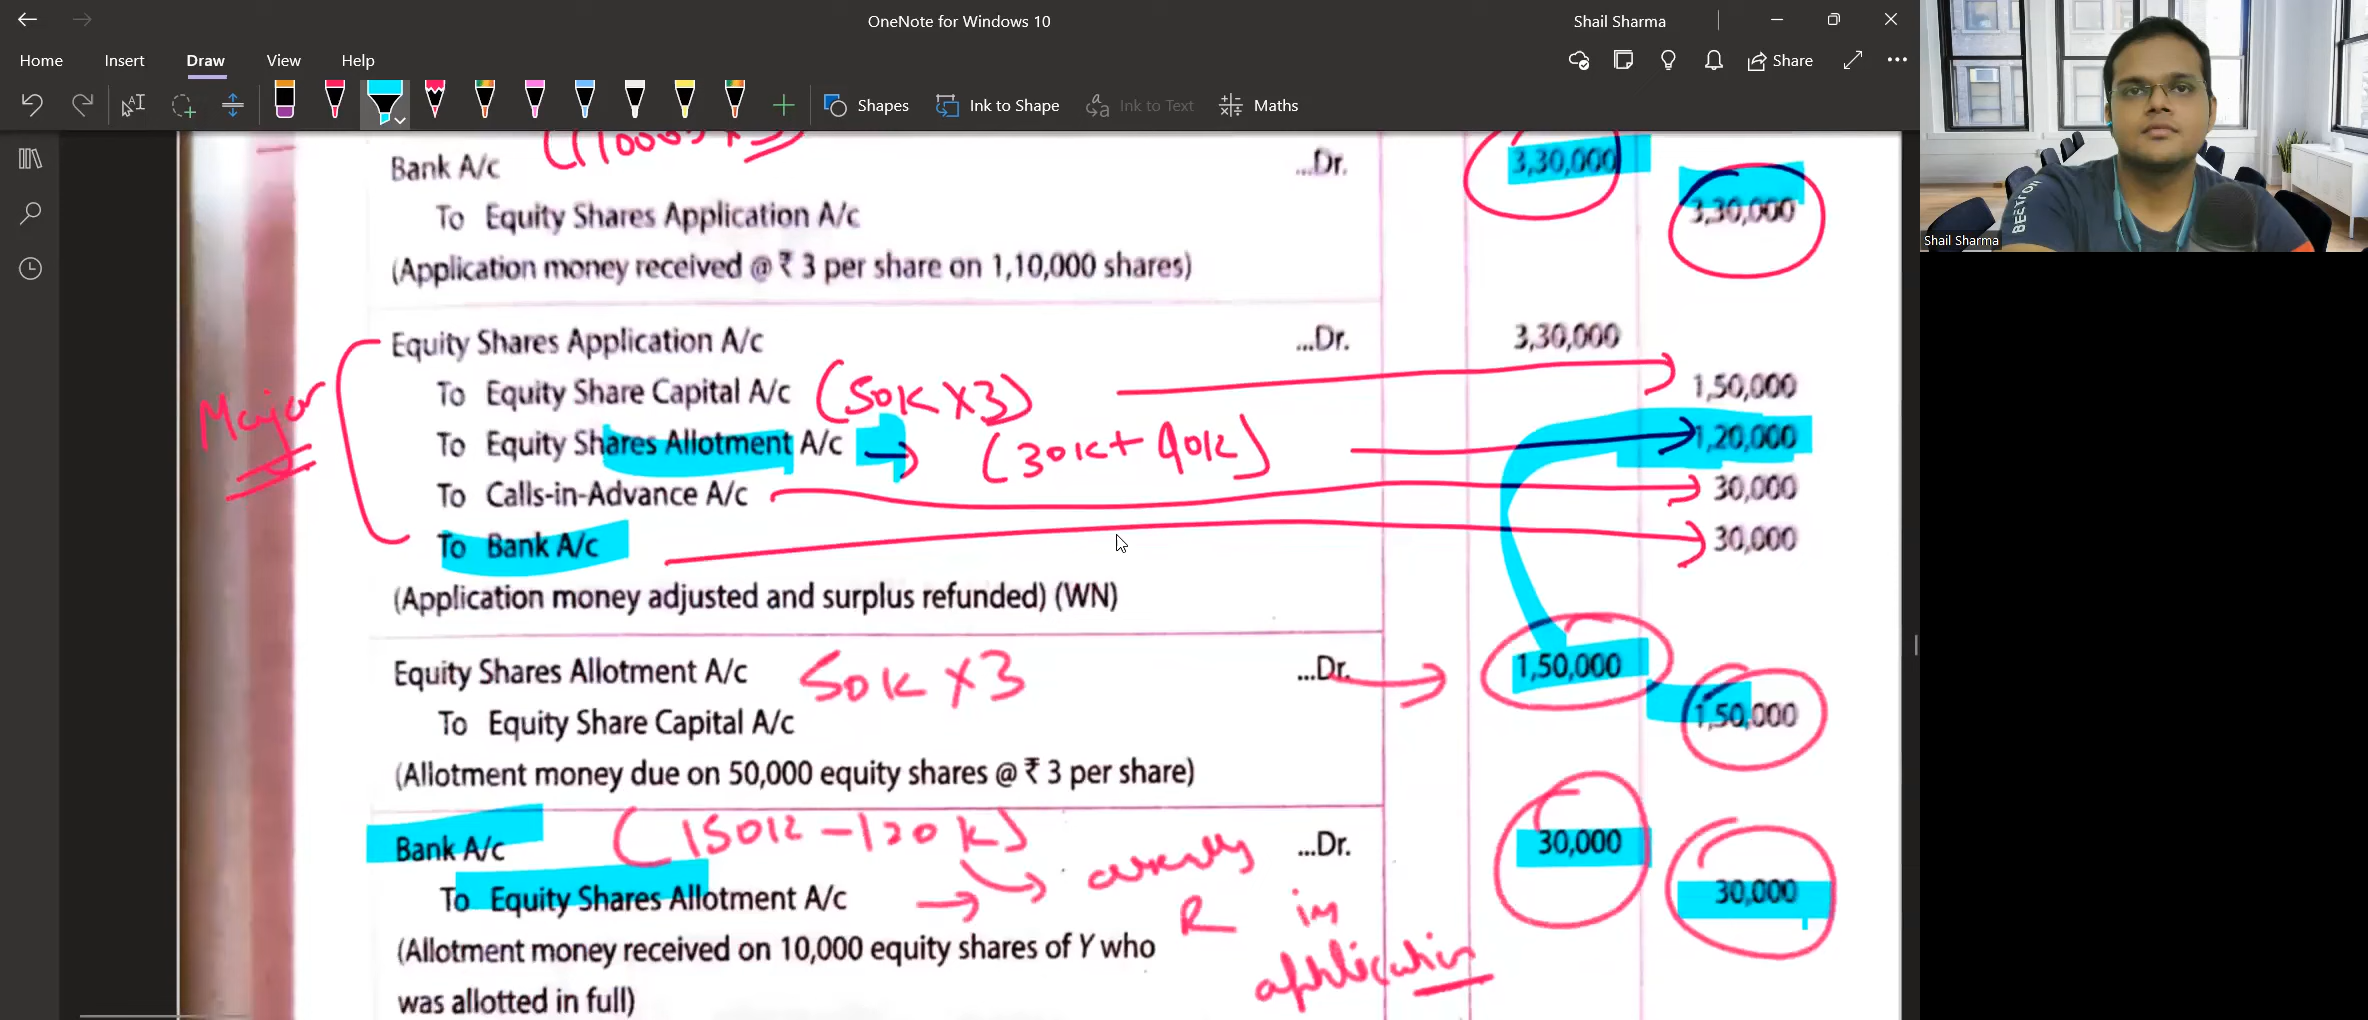 OneNote for Windows 10
Shail Sharma
Home Insert Draw View Help
Share
Shapes Ink to Shape Ink to Text Maths
Bank A/c ...Dr. 3,30,000
To Equity Shares Application A/c 3,30,000
(Application money received @ ₹ 3 per share on 1,10,000 shares)
Equity Shares Application A/c ...Dr. 3,30,000
To Equity Share Capital A/c (50K X3) 1,50,000
Major
To Equity Shares Allotment A/c (30K+90K) 1,20,000
To Calls-in-Advance A/c 30,000
To Bank A/c 30,000
(Application money adjusted and surplus refunded) (WN)
Equity Shares Allotment A/c 50K X3 ...Dr. 1,50,000
To Equity Share Capital A/c 1,50,000
(Allotment money due on 50,000 equity shares @ ₹ 3 per share)
Bank A/c (150K-120K) ...Dr. 30,000
To Equity Shares Allotment A/c 30,000
R in
(Allotment money received on 10,000 equity shares of Y who
application
was allotted in full)
BEETON
Shail Sharma